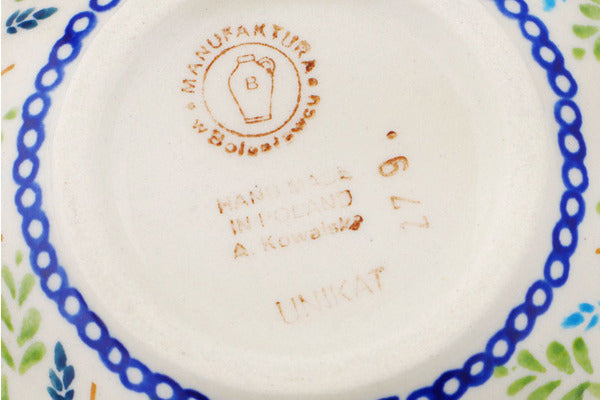 MANUFAKTURA
w Bolesławcu
B
HAND MADE
IN POLAND
A. Kowalska
UNIKAT